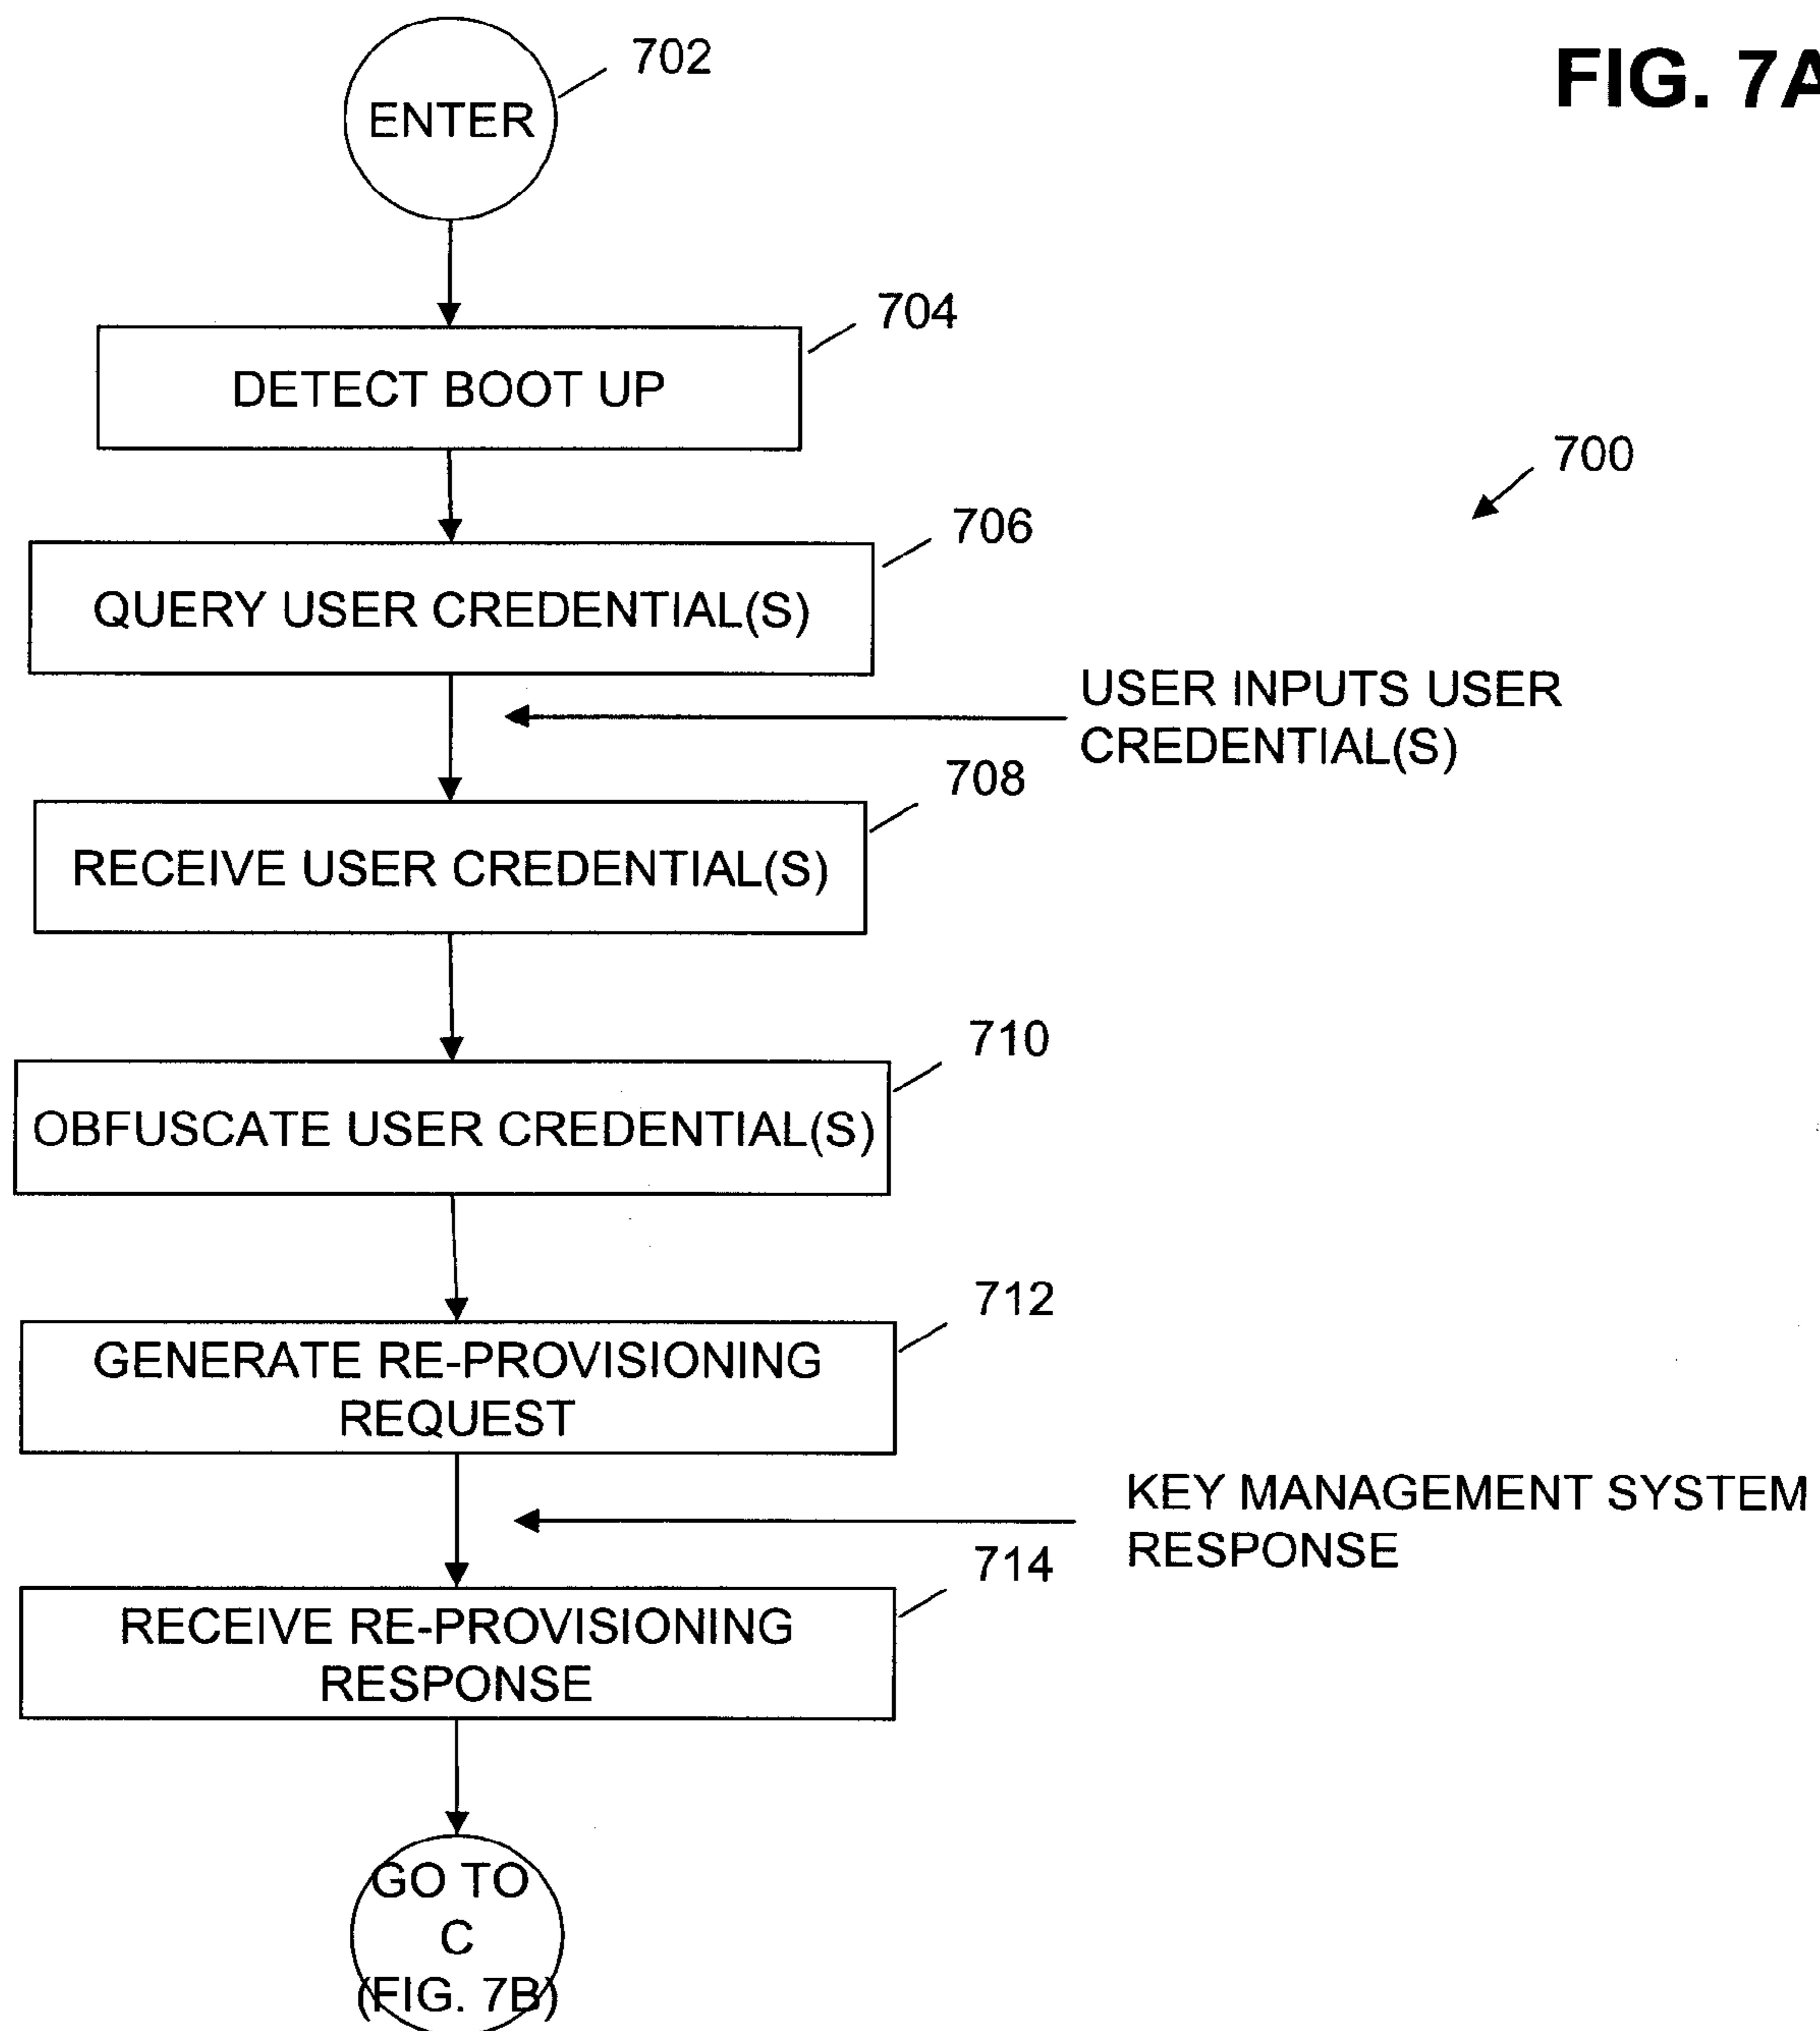 FIG. 7A
702
ENTER
704
DETECT BOOT UP
700
706
QUERY USER CREDENTIAL(S)
USER INPUTS USER
CREDENTIAL(S)
708
RECEIVE USER CREDENTIAL(S)
710
OBFUSCATE USER CREDENTIAL(S)
712
GENERATE RE-PROVISIONING
REQUEST
KEY MANAGEMENT SYSTEM
RESPONSE
714
RECEIVE RE-PROVISIONING
RESPONSE
GO TO
C
(FIG. 7B)